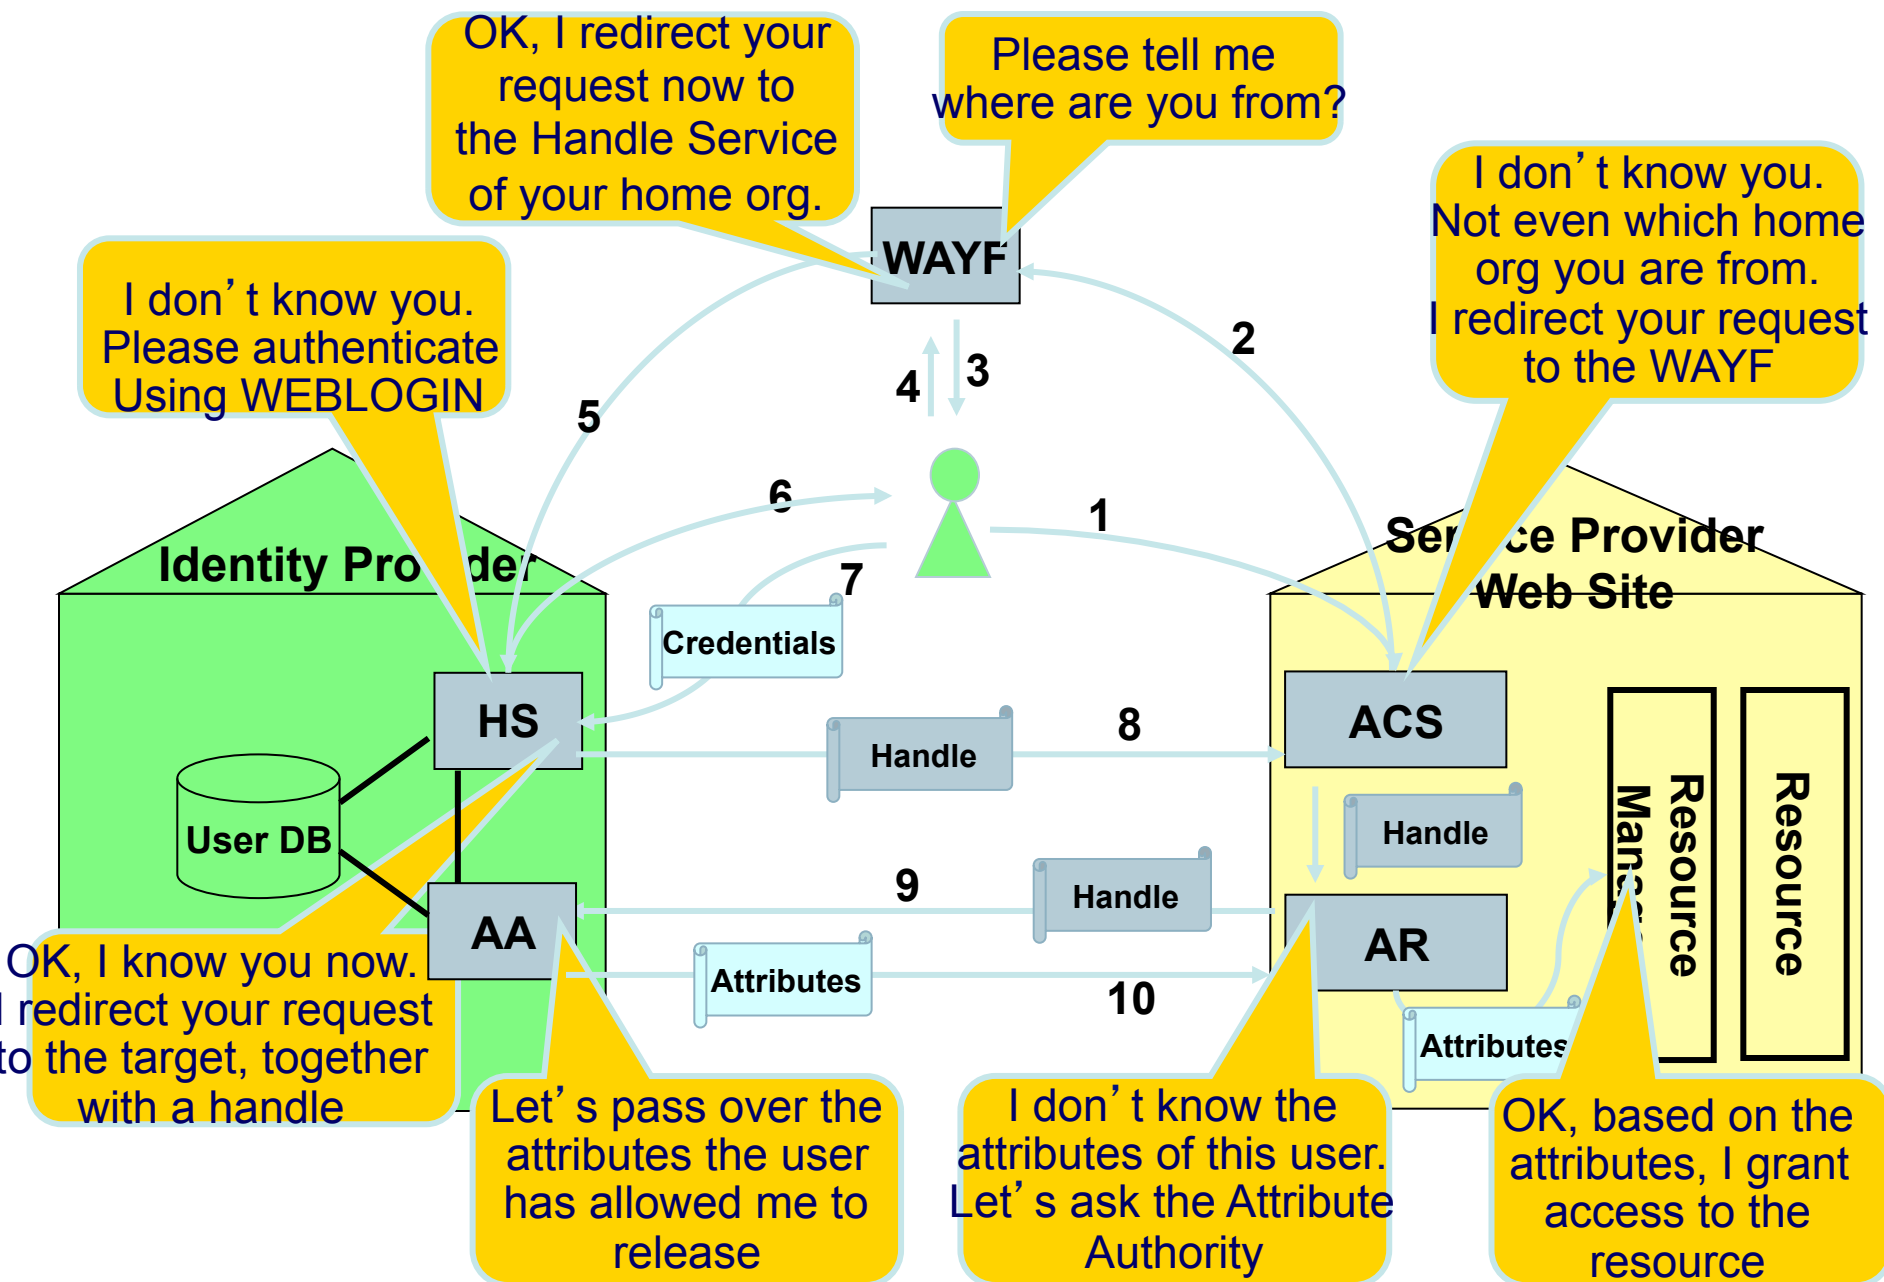 OK, I redirect your
request now to
the Handle Service
of your home org.
Please tell me
where are you from?
I don’t know you.
Not even which home
org you are from.
I redirect your request
to the WAYF
I don’t know you.
Please authenticate
Using WEBLOGIN
WAYF
2
3
4
5
6
1
7
Identity Provider
Service Provider
Web Site
Credentials
HS
ACS
Handle
8
User DB
Handle
Resource
Resource
9
Handle
AA
AR
Attributes
10
Attributes
OK, I know you now.
I redirect your request
to the target, together
with a handle
Let’s pass over the
attributes the user
has allowed me to
release
I don’t know the
attributes of this user.
Let’s ask the Attribute
Authority
OK, based on the
attributes, I grant
access to the
resource